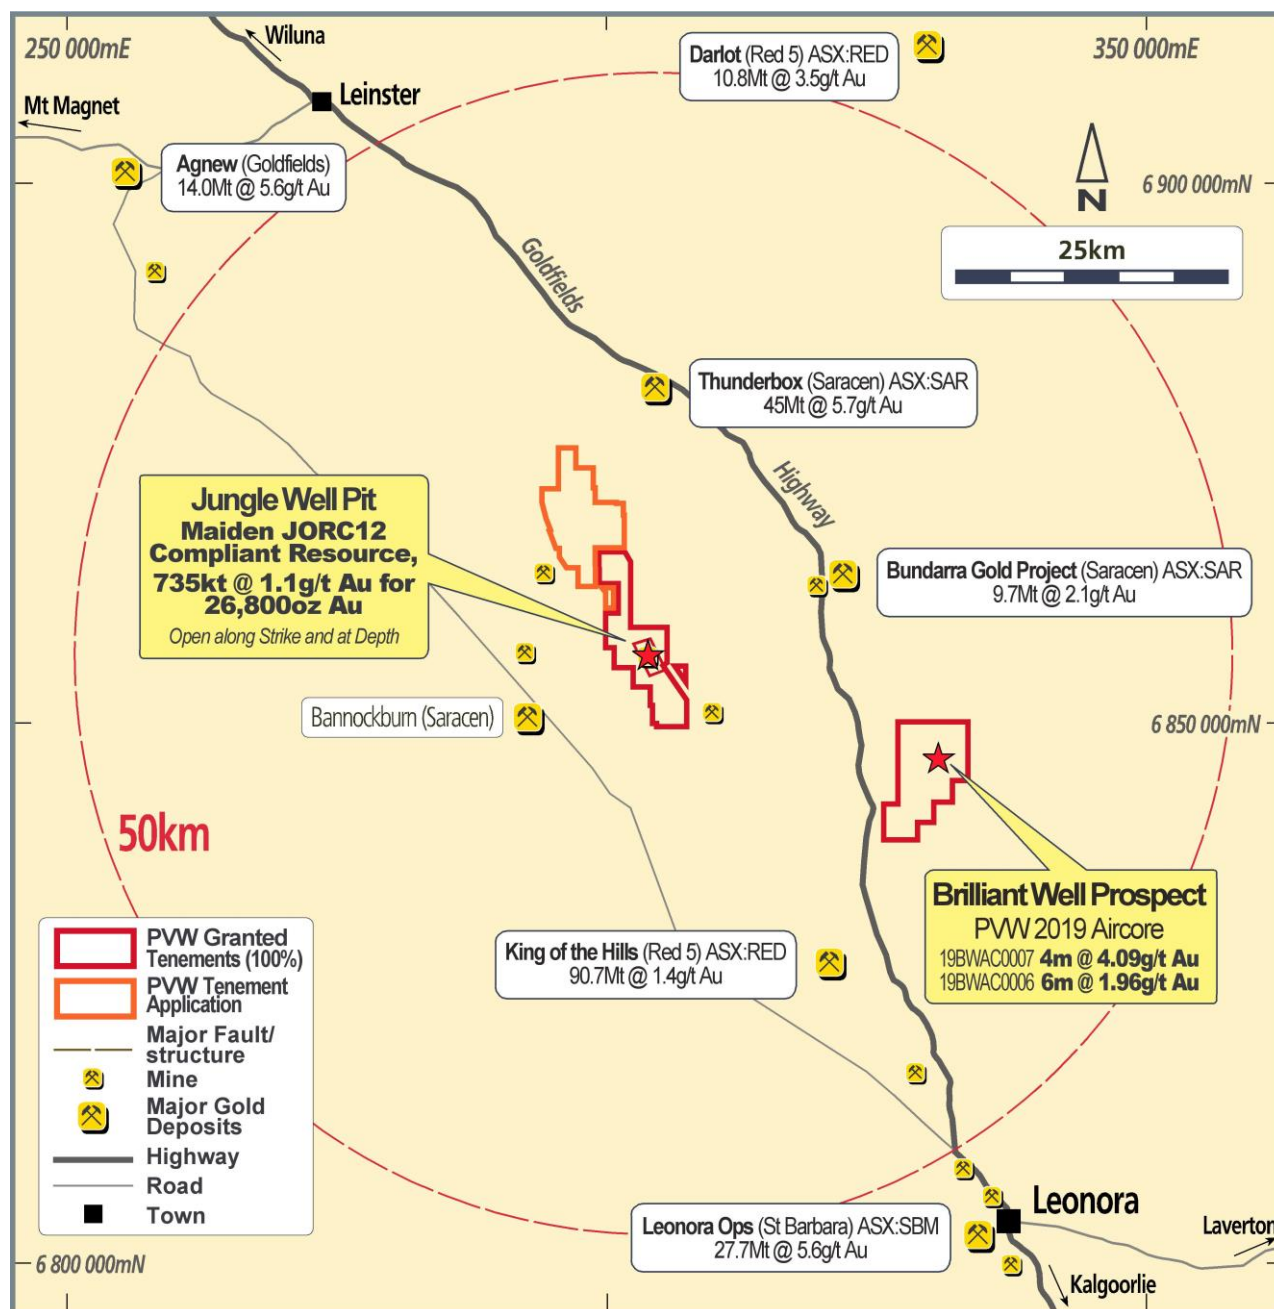 250 000mE
Wiluna
Darlot (Red 5) ASX:RED
10.8Mt @ 3.5g/t Au
350 000mE
Mt Magnet
Leinster
Agnew (Goldfields)
14.0Mt @ 5.6g/t Au
N
6 900 000mN
25km
Goldfields
Highway
Thunderbox (Saracen) ASX:SAR
45Mt @ 5.7g/t Au
Jungle Well Pit
Maiden JORC12
Compliant Resource,
735kt @ 1.1g/t Au for
26,800oz Au
Open along Strike and at Depth
Bundarra Gold Project (Saracen) ASX:SAR
9.7Mt @ 2.1g/t Au
Bannockburn (Saracen)
6 850 000mN
50km
Brilliant Well Prospect
PVW 2019 Aircore
19BWAC0007 4m @ 4.09g/t Au
19BWAC0006 6m @ 1.96g/t Au
King of the Hills (Red 5) ASX:RED
90.7Mt @ 1.4g/t Au
PVW Granted
Tenements (100%)
PVW Tenement
Application
Major Fault/
structure
Mine
Major Gold
Deposits
Highway
Road
Town
Leonora
Leonora Ops (St Barbara) ASX:SBM
27.7Mt @ 5.6g/t Au
Laverton
6 800 000mN
Kalgoorlie